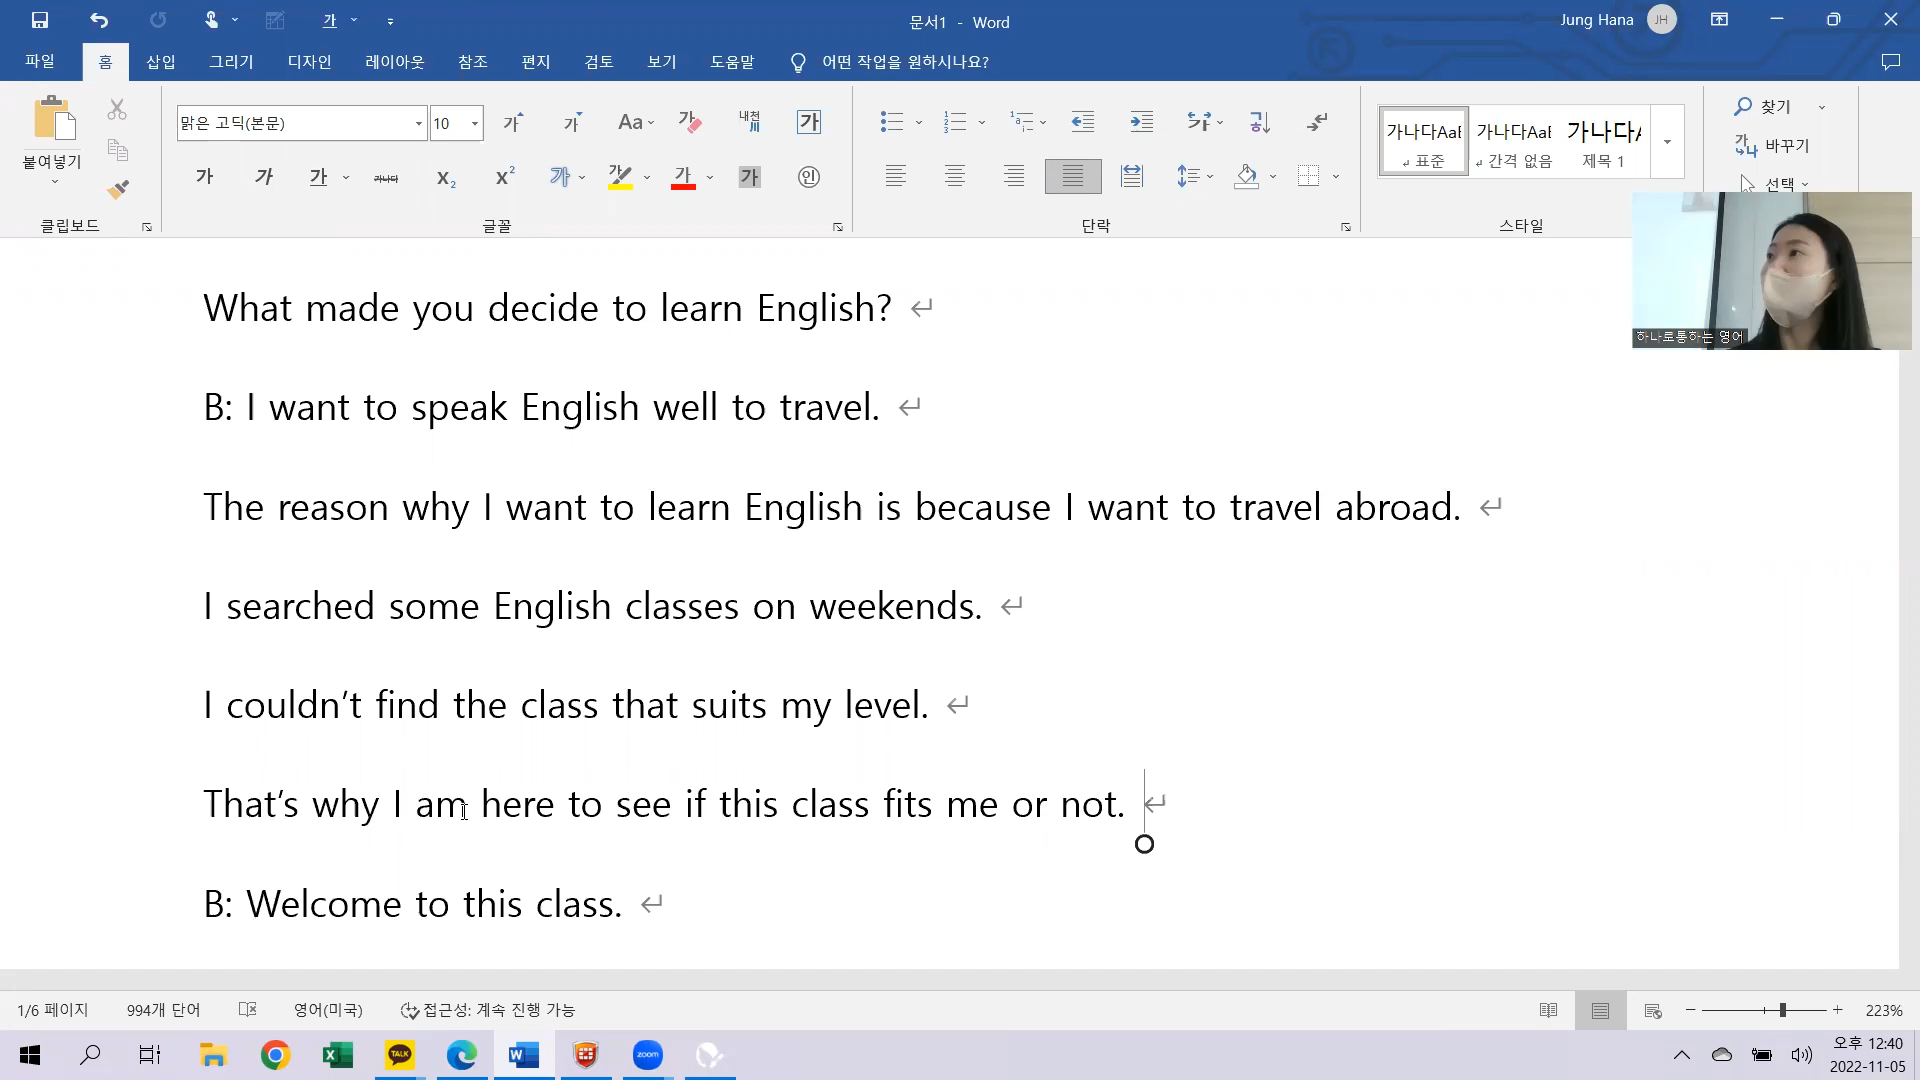 문서1 - Word
Jung Hana
JH
파일 홈 삽입 그리기 디자인 레이아웃 참조 편지 검토 보기 도움말 어떤 작업을 원하시나요?
붙여넣기
클립보드
맑은 고딕(본문) 10
글꼴
단락
가나다AaB 가나다AaB 가나다A
표준 간격 없음 제목 1
스타일
찾기
바꾸기
선택
하나로통하는 영어
What made you decide to learn English?
B: I want to speak English well to travel.
The reason why I want to learn English is because I want to travel abroad.
I searched some English classes on weekends.
I couldn’t find the class that suits my level.
That’s why I am here to see if this class fits me or not.
B: Welcome to this class.
1/6 페이지 994개 단어 영어(미국) 접근성: 계속 진행 가능 223%
TALK
zoom
오후 12:40
2022-11-05